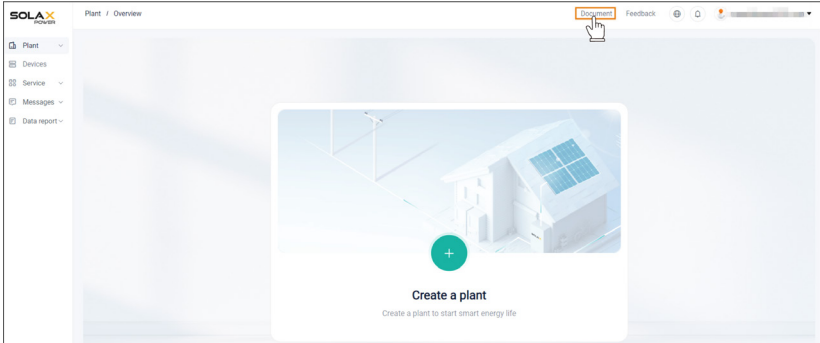 SOLAX
POWER
Plant / Overview
Document
Feedback
Plant
Devices
Service
Messages
Data report
Create a plant
Create a plant to start smart energy life